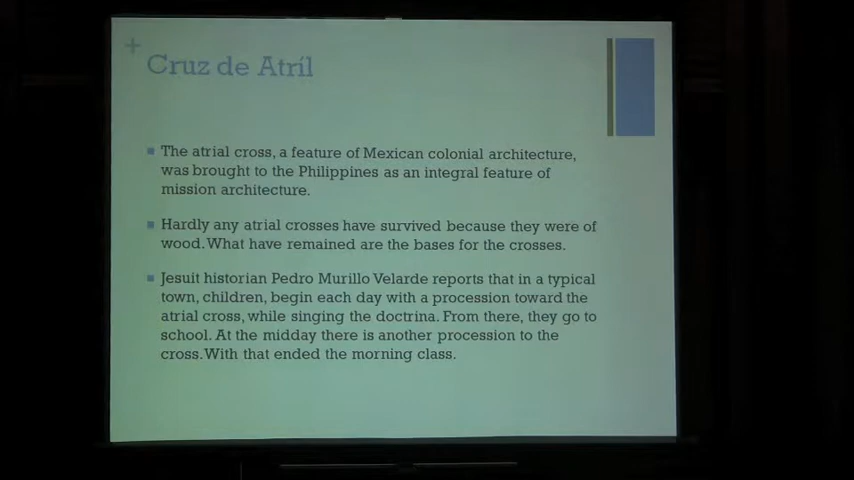 +
Cruz de Atríl
The atrial cross, a feature of Mexican colonial architecture,
was brought to the Philippines as an integral feature of
mission architecture.
Hardly any atrial crosses have survived because they were of
wood. What have remained are the bases for the crosses.
Jesuit historian Pedro Murillo Velarde reports that in a typical
town, children, begin each day with a procession toward the
atrial cross, while singing the doctrina. From there, they go to
school. At the midday there is another procession to the
cross. With that ended the morning class.